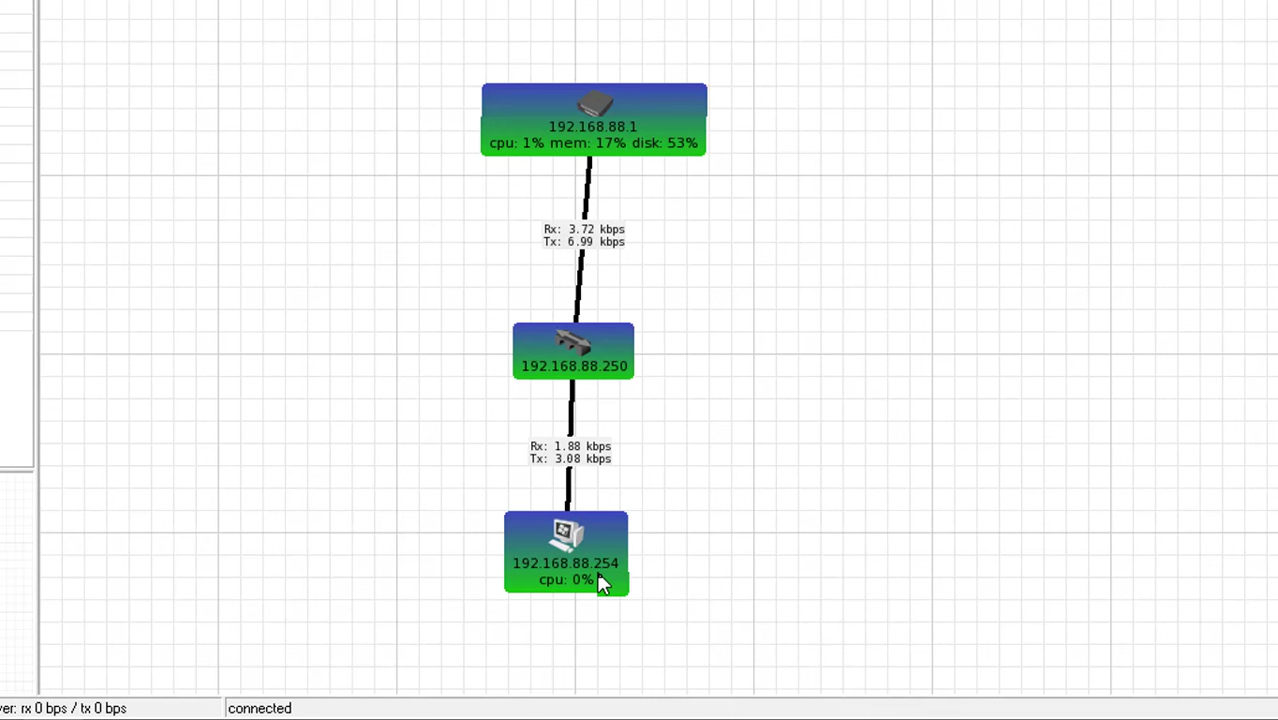 192.168.88.1
cpu: 1% mem: 17% disk: 53%
Rx: 3.72 kbps
Tx: 6.99 kbps
192.168.88.250
Rx: 1.88 kbps
Tx: 3.08 kbps
192.168.88.254
cpu: 0%
ver: rx 0 bps / tx 0 bps
connected